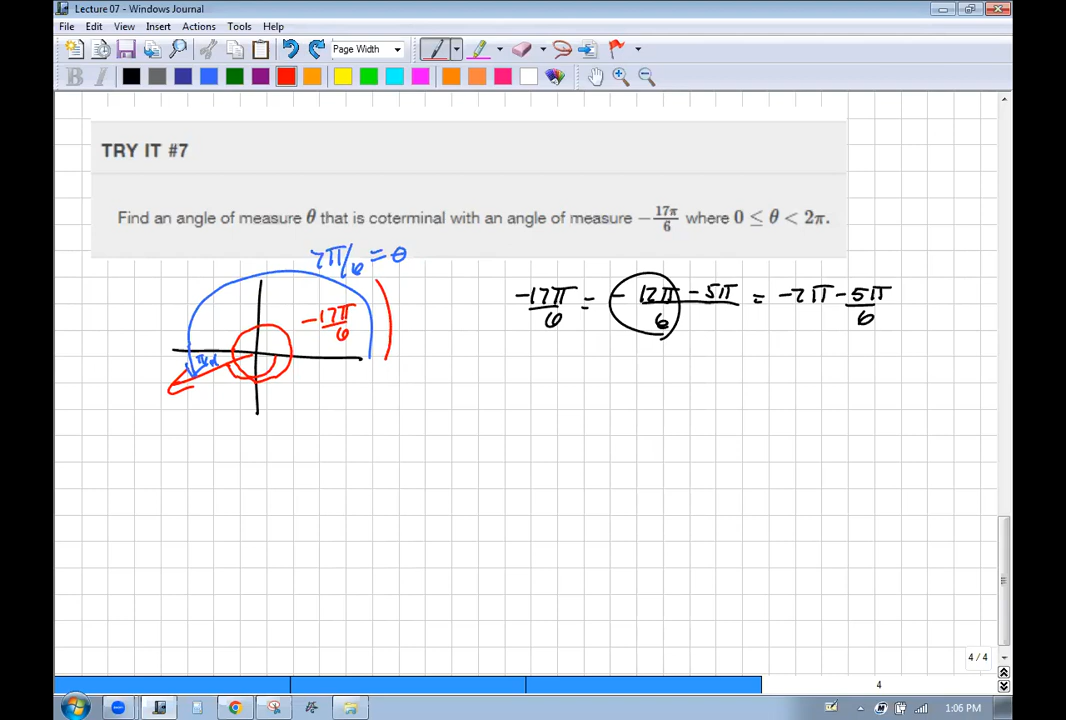 Lecture 07 - Windows Journal
File Edit View Insert Actions Tools Help
Page Width
TRY IT #7
Find an angle of measure θ that is coterminal with an angle of measure −17π/6 where 0 ≤ θ < 2π.
7π/6 = θ
-17π/6 = -12π-5π/6 = -2π - 5π/6
-17π/6
4 / 4
4
1:06 PM